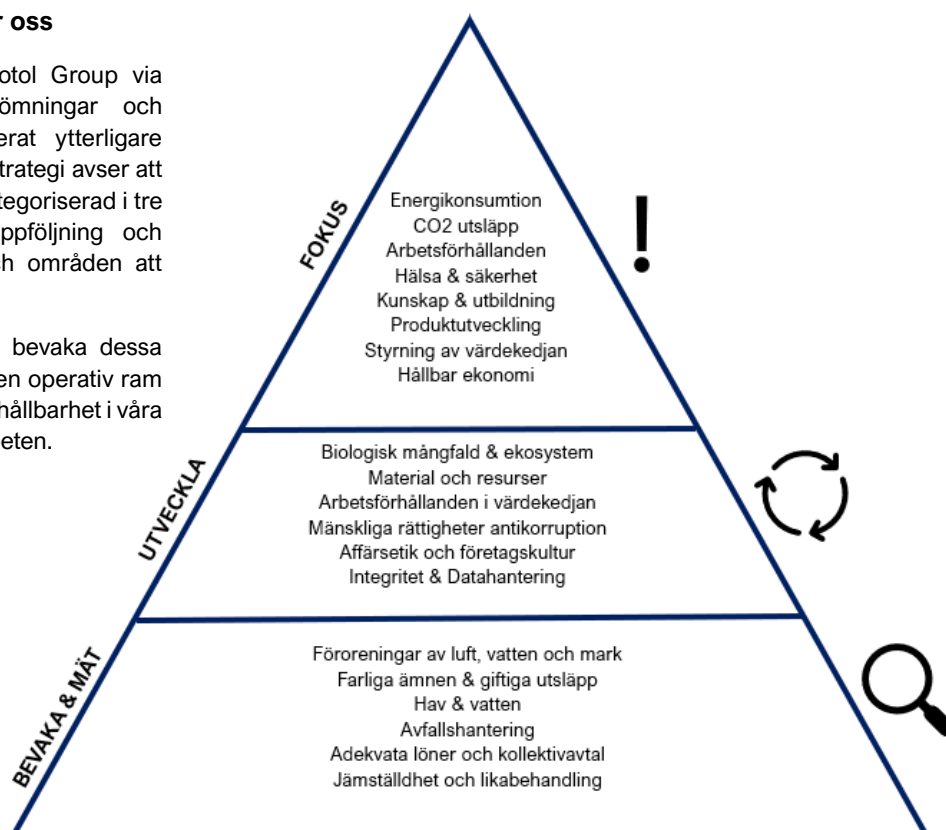 r oss
otol Group via
ömningar och
erat ytterligare
trategi avser att
tegoriserad i tre
ppföljning och
h områden att
bevaka dessa
en operativ ram
hållbarhet i våra
eten.
FOKUS
Energikonsumtion
CO2 utsläpp
Arbetsförhållanden
Hälsa & säkerhet
Kunskap & utbildning
Produktutveckling
Styrning av värdekedjan
Hållbar ekonomi
!
UTVECKLA
Biologisk mångfald & ekosystem
Material och resurser
Arbetsförhållanden i värdekedjan
Mänskliga rättigheter antikorruption
Affärsetik och företagskultur
Integritet & Datahantering
BEVAKA & MÄT
Föroreningar av luft, vatten och mark
Farliga ämnen & giftiga utsläpp
Hav & vatten
Avfallshantering
Adekvata löner och kollektivavtal
Jämställdhet och likabehandling